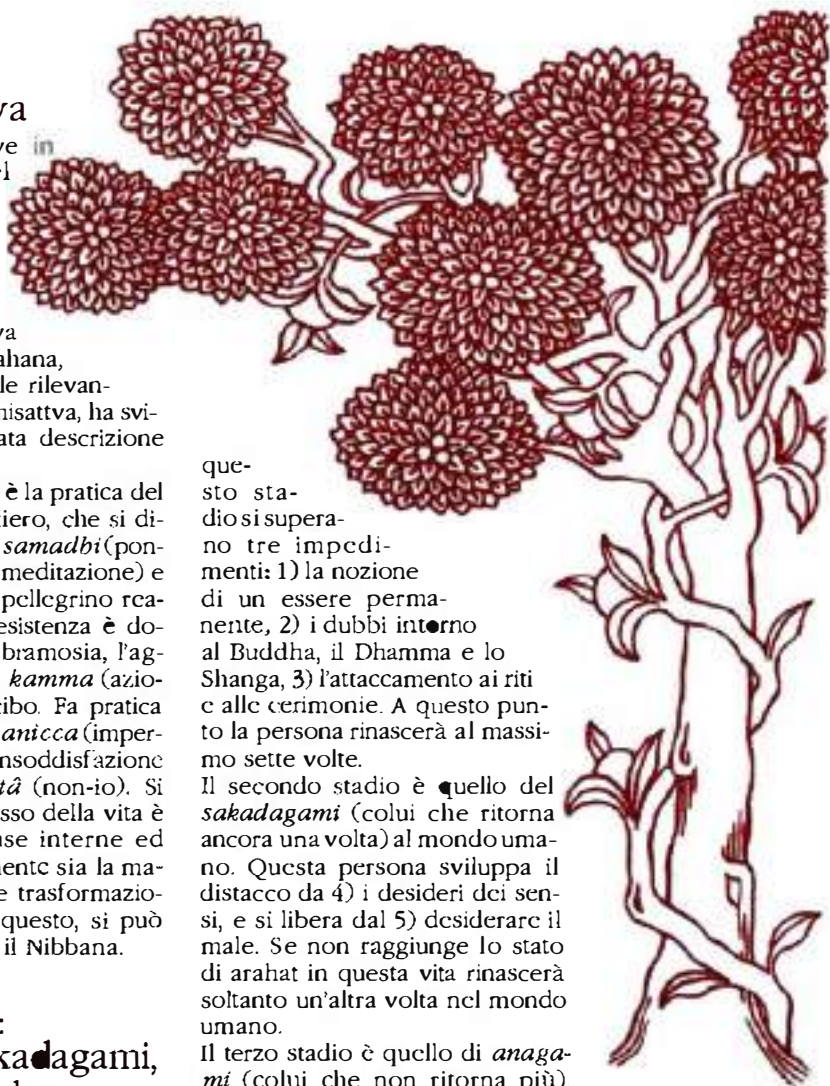 va
ve in
el
va
ahana,
le rilevan-
hisattva, ha svi-
ata descrizione
è la pratica del
tiero, che si di-
samadhi (pon-
meditazione) e
pellegrino rea-
esistenza è do-
bramosia, l'ag-
kamma (azio-
ibo. Fa pratica
anicca (imper-
nsoddisfazione
tâ (non-io). Si
sso della vita è
ase interne ed
nente sia la ma-
e trasformazio-
questo, si può
il Nibbana.
:
kadagami,
que-
sto sta-
dio si supera-
no tre impedi-
menti: 1) la nozione
di un essere perma-
nente, 2) i dubbi intorno
al Buddha, il Dhamma e lo
Shanga, 3) l'attaccamento ai riti
e alle cerimonie. A questo pun-
to la persona rinascerà al massi-
mo sette volte.
Il secondo stadio è quello del
sakadagami (colui che ritorna
ancora una volta) al mondo uma-
no. Questa persona sviluppa il
distacco da 4) i desideri dei sen-
si, e si libera dal 5) desiderare il
male. Se non raggiunge lo stato
di arahat in questa vita rinascerà
soltanto un'altra volta nel mondo
umano.
Il terzo stadio è quello di anaga-
mi (colui che non ritorna più)